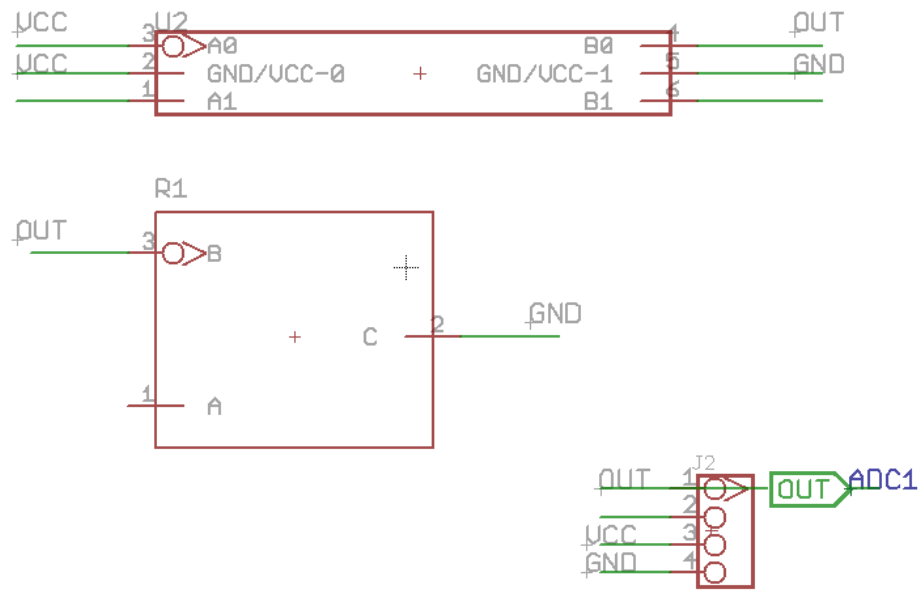 VCC U2 OUT
3 A0 B0 4
VCC 2 GND/VCC-0 GND/VCC-1 5 GND
1 A1 B1 6
R1
OUT 3 B
C 2 GND
1 A
J2
OUT 1 OUT ADC1
2
VCC 3
GND 4